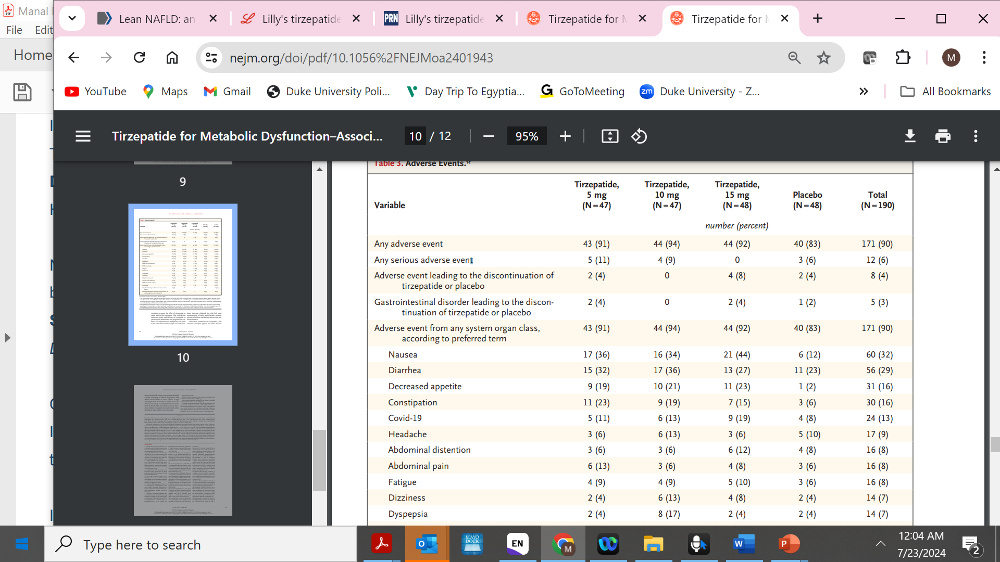 Manal
File Edit
Home
Lean NAFLD: an
Lilly's tirzepatide
PRN Lilly's tirzepatide
Tirzepatide for M
Tirzepatide for M
nejm.org/doi/pdf/10.1056%2FNEJMoa2401943
M
YouTube
Maps
Gmail
Duke University Poli...
Day Trip To Egyptia...
GoToMeeting
zm Duke University - Z...
All Bookmarks
Tirzepatide for Metabolic Dysfunction–Associ...
10 / 12
95%
9
10
Table 3. Adverse Events.*
Variable Tirzepatide, 5 mg (N=47) Tirzepatide, 10 mg (N=47) Tirzepatide, 15 mg (N=48) Placebo (N=48) Total (N=190)
number (percent)
Any adverse event 43 (91) 44 (94) 44 (92) 40 (83) 171 (90)
Any serious adverse event 5 (11) 4 (9) 0 3 (6) 12 (6)
Adverse event leading to the discontinuation of 2 (4) 0 4 (8) 2 (4) 8 (4)
tirzepatide or placebo
Gastrointestinal disorder leading to the discon- 2 (4) 0 2 (4) 1 (2) 5 (3)
tinuation of tirzepatide or placebo
Adverse event from any system organ class, 43 (91) 44 (94) 44 (92) 40 (83) 171 (90)
according to preferred term
Nausea 17 (36) 16 (34) 21 (44) 6 (12) 60 (32)
Diarrhea 15 (32) 17 (36) 13 (27) 11 (23) 56 (29)
Decreased appetite 9 (19) 10 (21) 11 (23) 1 (2) 31 (16)
Constipation 11 (23) 9 (19) 7 (15) 3 (6) 30 (16)
Covid-19 5 (11) 6 (13) 9 (19) 4 (8) 24 (13)
Headache 3 (6) 6 (13) 3 (6) 5 (10) 17 (9)
Abdominal distention 3 (6) 3 (6) 6 (12) 4 (8) 16 (8)
Abdominal pain 6 (13) 3 (6) 4 (8) 3 (6) 16 (8)
Fatigue 4 (9) 4 (9) 5 (10) 3 (6) 16 (8)
Dizziness 2 (4) 6 (13) 4 (8) 2 (4) 14 (7)
Dyspepsia 2 (4) 8 (17) 2 (4) 2 (4) 14 (7)
Type here to search
MAYO DOCK
EN
M
12:04 AM
7/23/2024
2